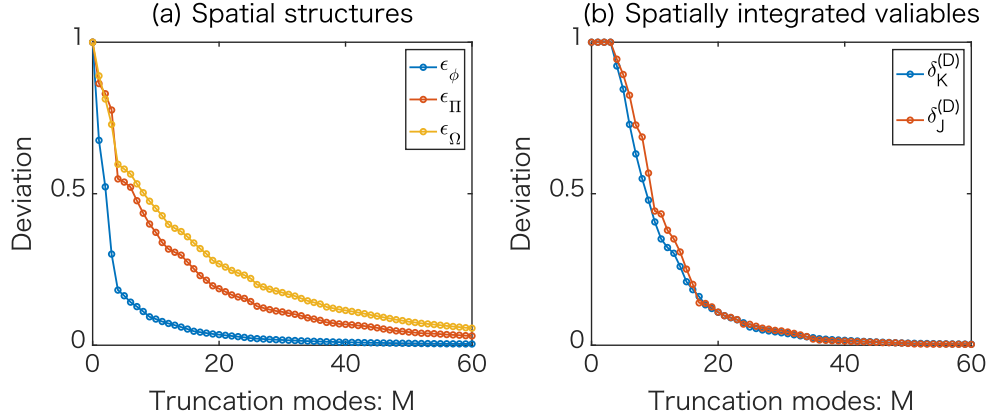 (a) Spatial structures
1
0.5
0
0 20 40 60
Deviation
Truncation modes: M
ϵ_ϕ
ϵ_Π
ϵ_Ω
(b) Spatially integrated valiables
1
0.5
0
0 20 40 60
Deviation
Truncation modes: M
δ_K^(D)
δ_J^(D)